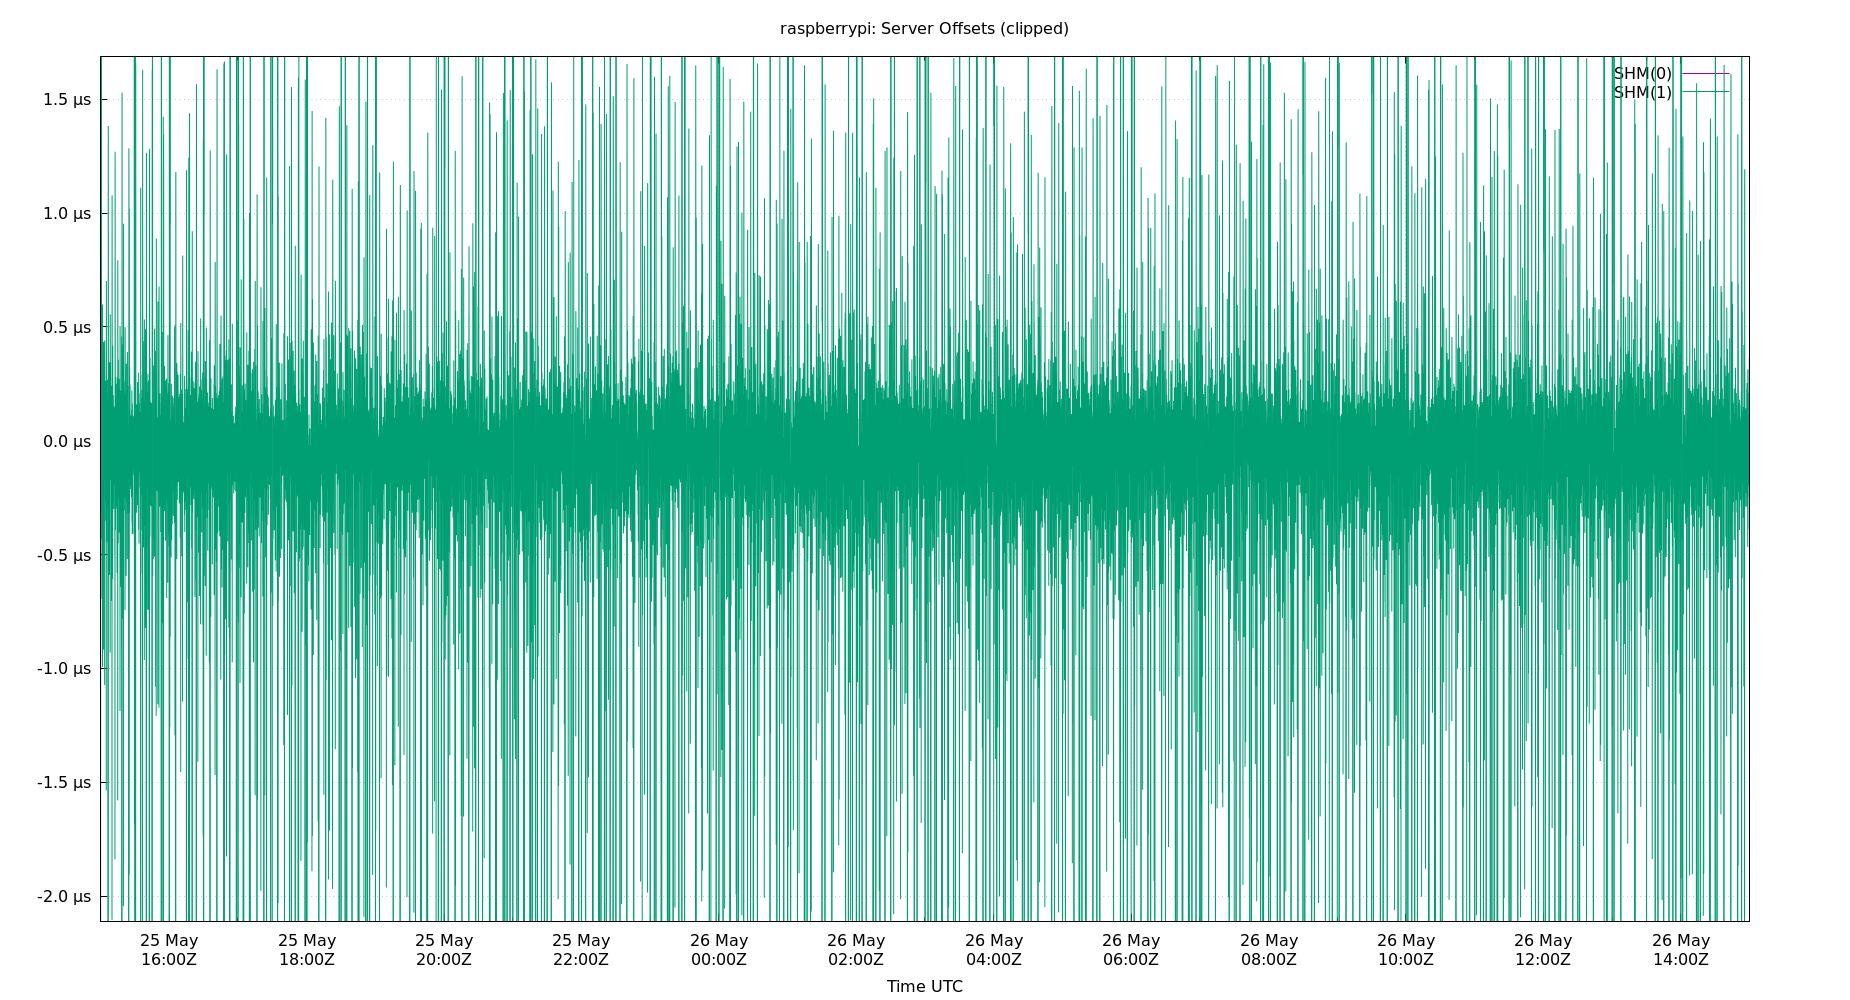 raspberrypi: Server Offsets (clipped)
SHM(0)
SHM(1)
1.5 µs
1.0 µs
0.5 µs
0.0 µs
-0.5 µs
-1.0 µs
-1.5 µs
-2.0 µs
25 May 25 May 25 May 25 May 26 May 26 May 26 May 26 May 26 May 26 May 26 May 26 May
16:00Z 18:00Z 20:00Z 22:00Z 00:00Z 02:00Z 04:00Z 06:00Z 08:00Z 10:00Z 12:00Z 14:00Z
Time UTC